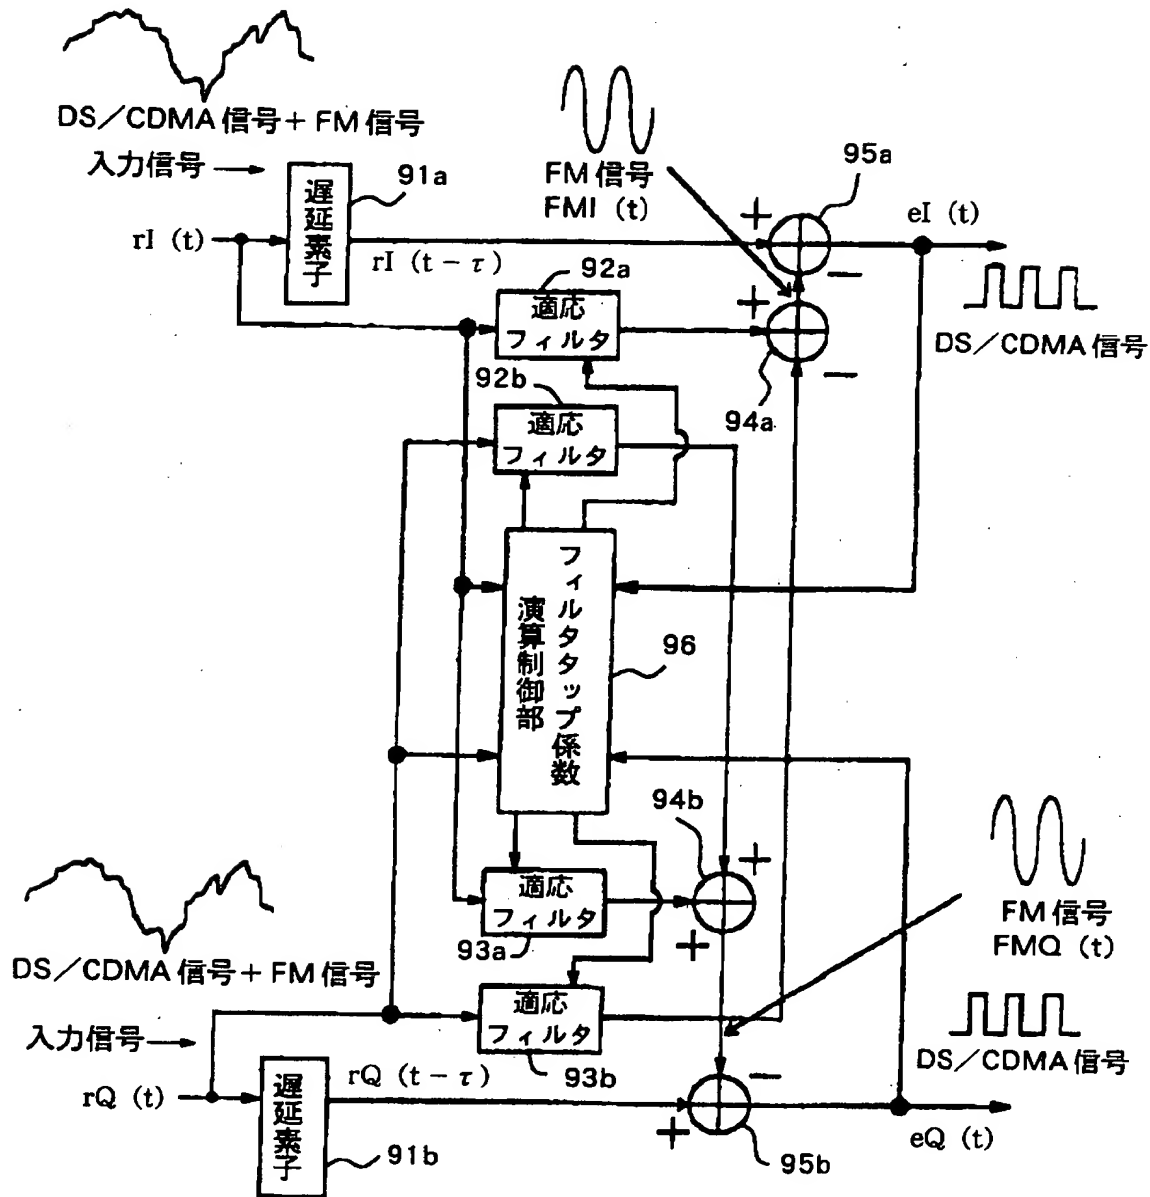 DS/CDMA 信号 + FM 信号
入力信号
rI (t)
遅延素子
91a
rI (t − τ)
FM 信号
FMI (t)
95a
+
−
eI (t)
DS/CDMA 信号
92a
適応
フィルタ
+
−
94a
92b
適応
フィルタ
フィルタタップ係数
演算制御部
96
94b
+
+
適応
フィルタ
93a
適応
フィルタ
93b
FM 信号
FMQ (t)
DS/CDMA 信号
DS/CDMA 信号 + FM 信号
入力信号
rQ (t)
遅延素子
91b
rQ (t − τ)
−
+
95b
eQ (t)